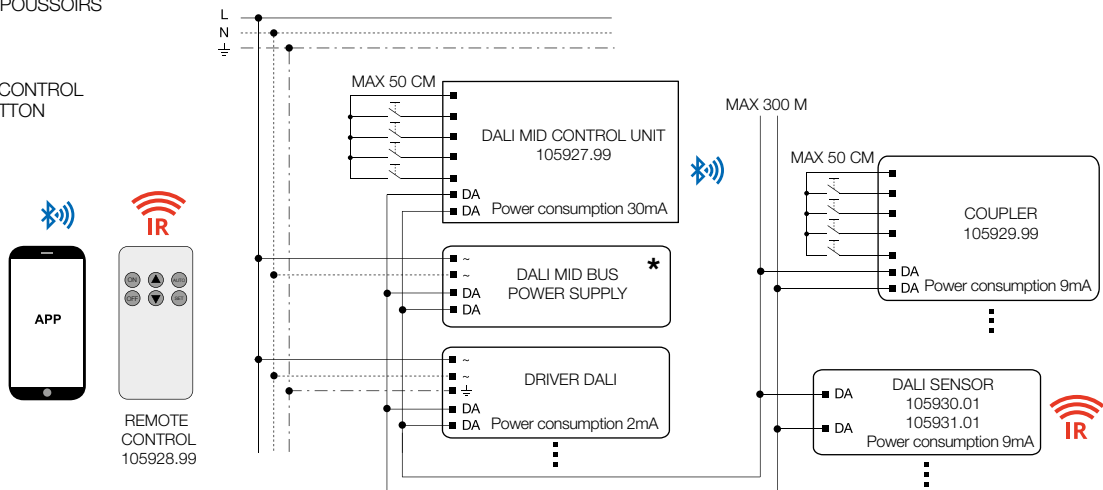 POUSSOIRS
CONTROL
TTON
L
N
MAX 50 CM
DALI MID CONTROL UNIT
105927.99
DA
DA
Power consumption 30mA
DALI MID BUS
POWER SUPPLY
*
~
~
DA
DA
DRIVER DALI
~
~
DA
DA
Power consumption 2mA
MAX 300 M
MAX 50 CM
COUPLER
105929.99
DA
DA
Power consumption 9mA
DALI SENSOR
105930.01
105931.01
DA
DA
Power consumption 9mA
IR
IR
APP
ON
AUTO
OFF
SET
REMOTE
CONTROL
105928.99